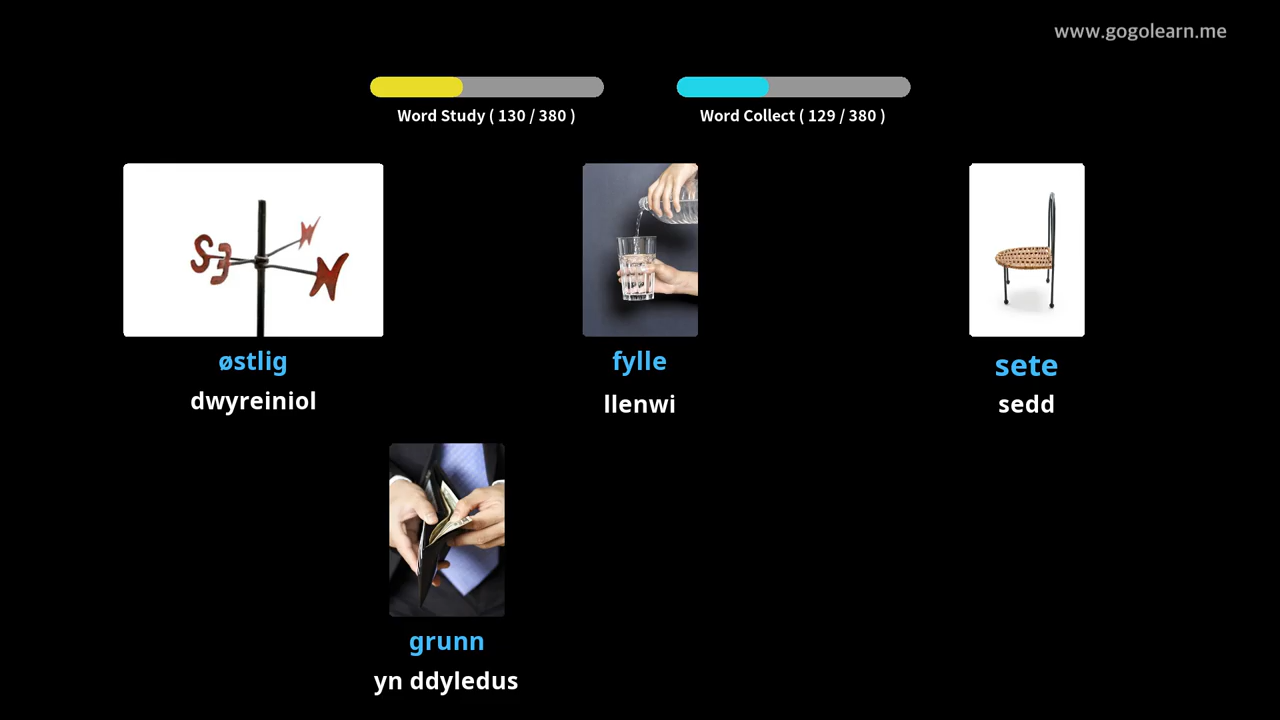 www.gogolearn.me
Word Study ( 130 / 380 )
Word Collect ( 129 / 380 )
S E N W
østlig
dwyreiniol
fylle
llenwi
sete
sedd
grunn
yn ddyledus